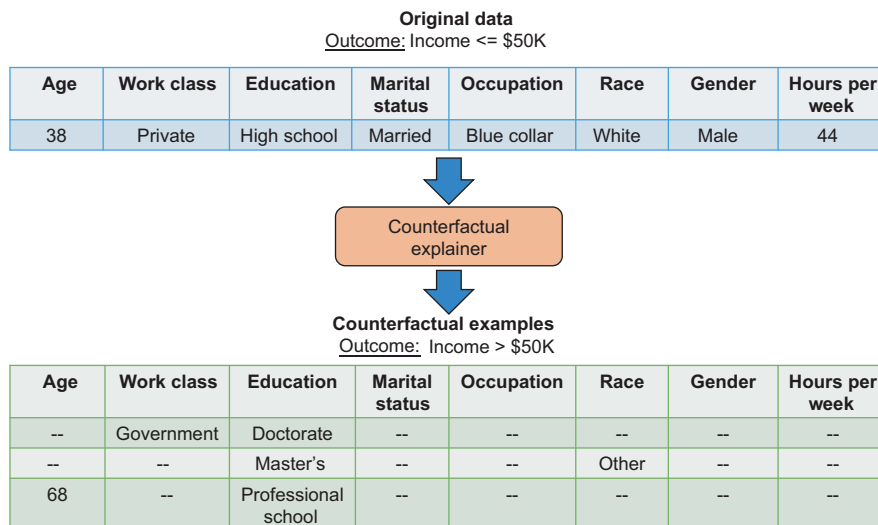 Original data
Outcome: Income <= $50K
Age Work class Education Marital status Occupation Race Gender Hours per week
38 Private High school Married Blue collar White Male 44
Counterfactual
explainer
Counterfactual examples
Outcome: Income > $50K
Age Work class Education Marital status Occupation Race Gender Hours per week
-- Government Doctorate -- -- -- -- --
-- -- Master's -- -- Other -- --
68 -- Professional school -- -- -- -- --